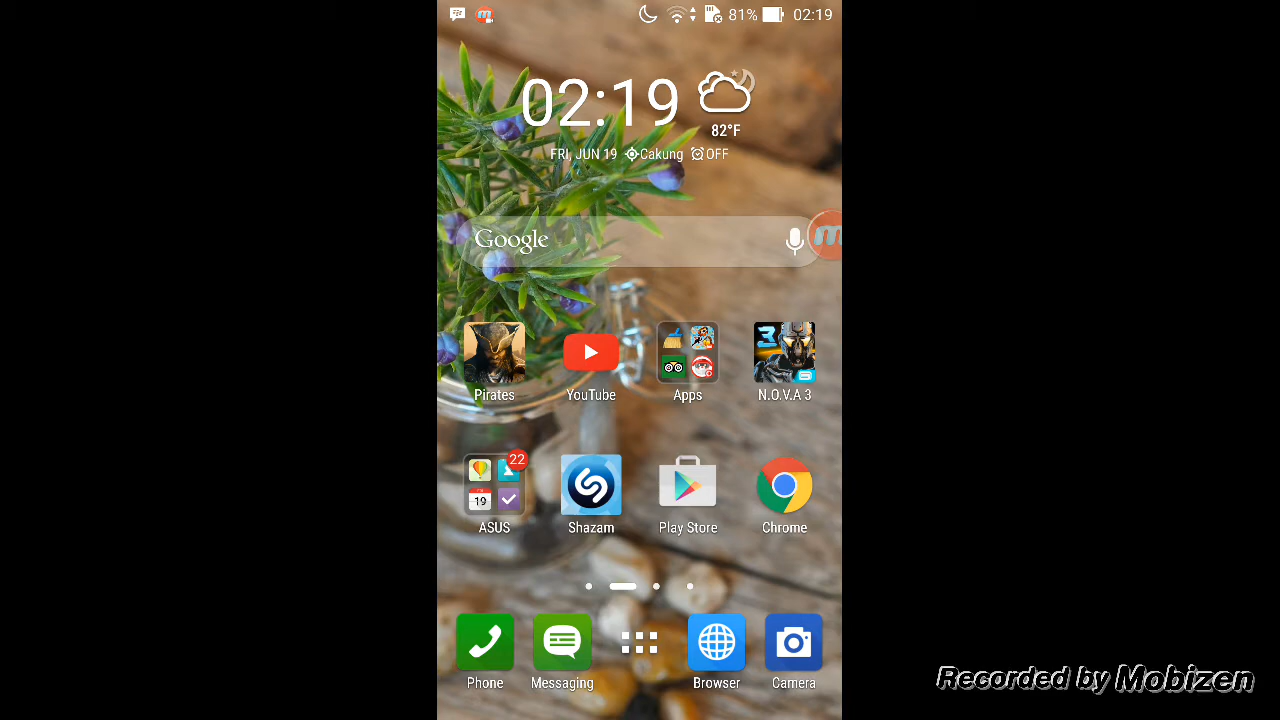 81% 02:19
02:19
82°F
FRI, JUN 19 Cakung OFF
Google
Pirates YouTube Apps N.O.V.A 3
22
19
ASUS Shazam Play Store Chrome
Phone Messaging Browser Camera
Recorded by Mobizen